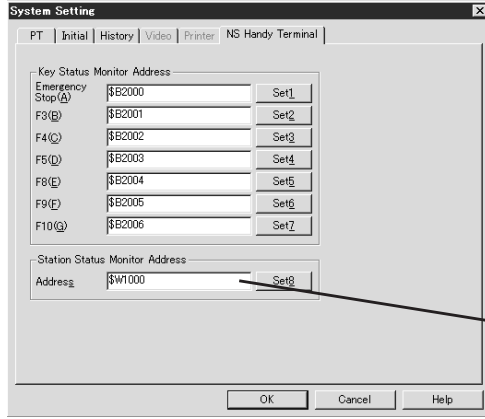 System Setting
PT Initial History Video Printer NS Handy Terminal
Key Status Monitor Address
Emergency
Stop(A) $B2000 Set1
F3(B) $B2001 Set2
F4(C) $B2002 Set3
F5(D) $B2003 Set4
F8(E) $B2004 Set5
F9(F) $B2005 Set6
F10(G) $B2006 Set7
Station Status Monitor Address
Address $W1000 Set8
OK Cancel Help